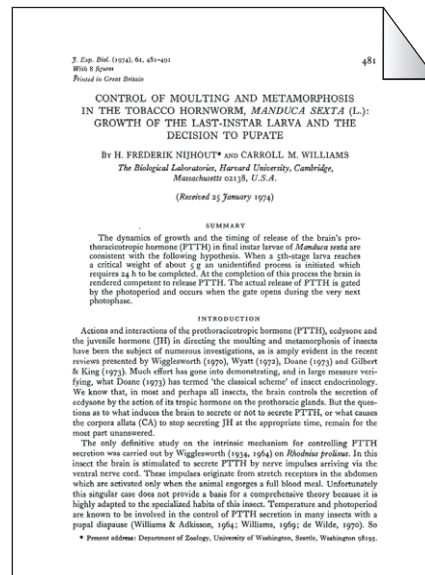 J. Exp. Biol. (1974), 61, 481-491
481
With 8 figures
Printed in Great Britain
CONTROL OF MOULTING AND METAMORPHOSIS
IN THE TOBACCO HORNWORM, MANDUCA SEXTA (L.):
GROWTH OF THE LAST-INSTAR LARVA AND THE
DECISION TO PUPATE
BY H. FREDERIK NIJHOUT* AND CARROLL M. WILLIAMS
The Biological Laboratories, Harvard University, Cambridge,
Massachusetts 02138, U.S.A.
(Received 25 January 1974)
SUMMARY
The dynamics of growth and the timing of release of the brain's pro-
thoracicotropic hormone (PTTH) in final instar larvae of Manduca sexta are
consistent with the following hypothesis. When a 5th-stage larva reaches
a critical weight of about 5 g an unidentified process is initiated which
requires 24 h to be completed. At the completion of this process the brain is
rendered competent to release PTTH. The actual release of PTTH is gated
by the photoperiod and occurs when the gate opens during the very next
photophase.
INTRODUCTION
Actions and interactions of the prothoracicotropic hormone (PTTH), ecdysone and
the juvenile hormone (JH) in directing the moulting and metamorphosis of insects
have been the subject of numerous investigations, as is amply evident in the recent
reviews presented by Wigglesworth (1970), Wyatt (1972), Doane (1973) and Gilbert
& King (1973). Much effort has gone into demonstrating, and in large measure veri-
fying, what Doane (1973) has termed 'the classical scheme' of insect endocrinology.
We know that, in most and perhaps all insects, the brain controls the secretion of
ecdysone by the action of its tropic hormone on the prothoracic glands. But the ques-
tions as to what induces the brain to secrete or not to secrete PTTH, or what causes
the corpora allata (CA) to stop secreting JH at the appropriate time, remain for the
most part unanswered.
The only definitive study on the intrinsic mechanism for controlling PTTH
secretion was carried out by Wigglesworth (1934, 1964) on Rhodnius prolixus. In this
insect the brain is stimulated to secrete PTTH by nerve impulses arriving via the
ventral nerve cord. These impulses originate from stretch receptors in the abdomen
which are activated only when the animal engorges a full blood meal. Unfortunately
this singular case does not provide a basis for a comprehensive theory because it is
highly adapted to the specialized habits of this insect. Temperature and photoperiod
are known to be involved in the control of PTTH secretion in many insects with a
pupal diapause (Williams & Adkisson, 1964; Williams, 1969; de Wilde, 1970). So
* Present address: Department of Zoology, University of Washington, Seattle, Washington 98195.